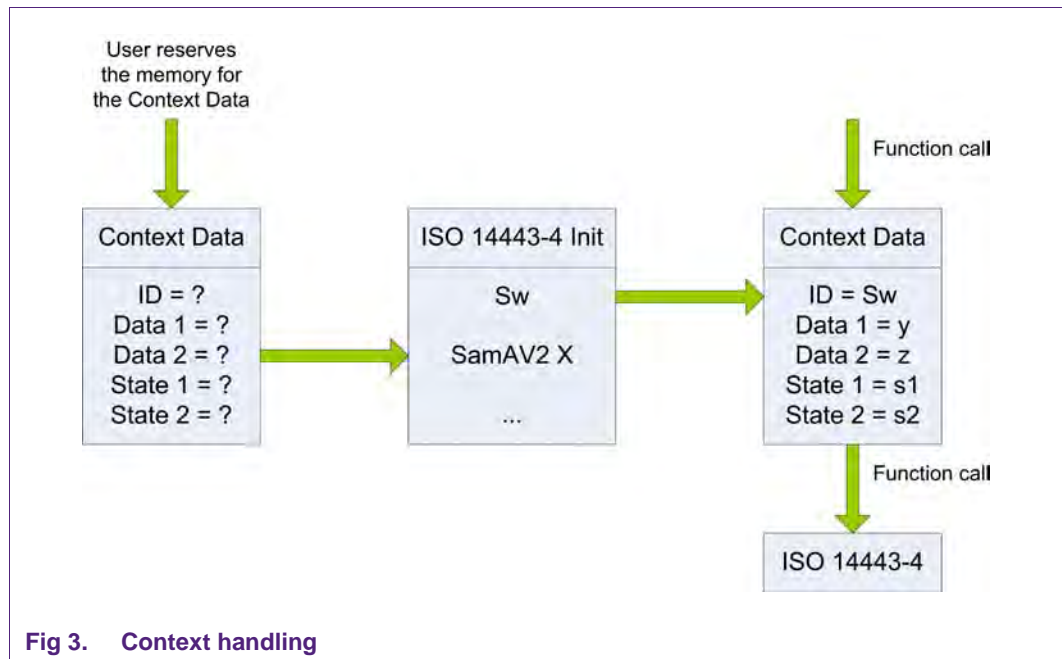 User reserves
the memory for
the Context Data
Context Data
ID = ?
Data 1 = ?
Data 2 = ?
State 1 = ?
State 2 = ?
ISO 14443-4 Init
Sw
SamAV2 X
...
Function call
Context Data
ID = Sw
Data 1 = y
Data 2 = z
State 1 = s1
State 2 = s2
Function call
ISO 14443-4
Fig 3. Context handling